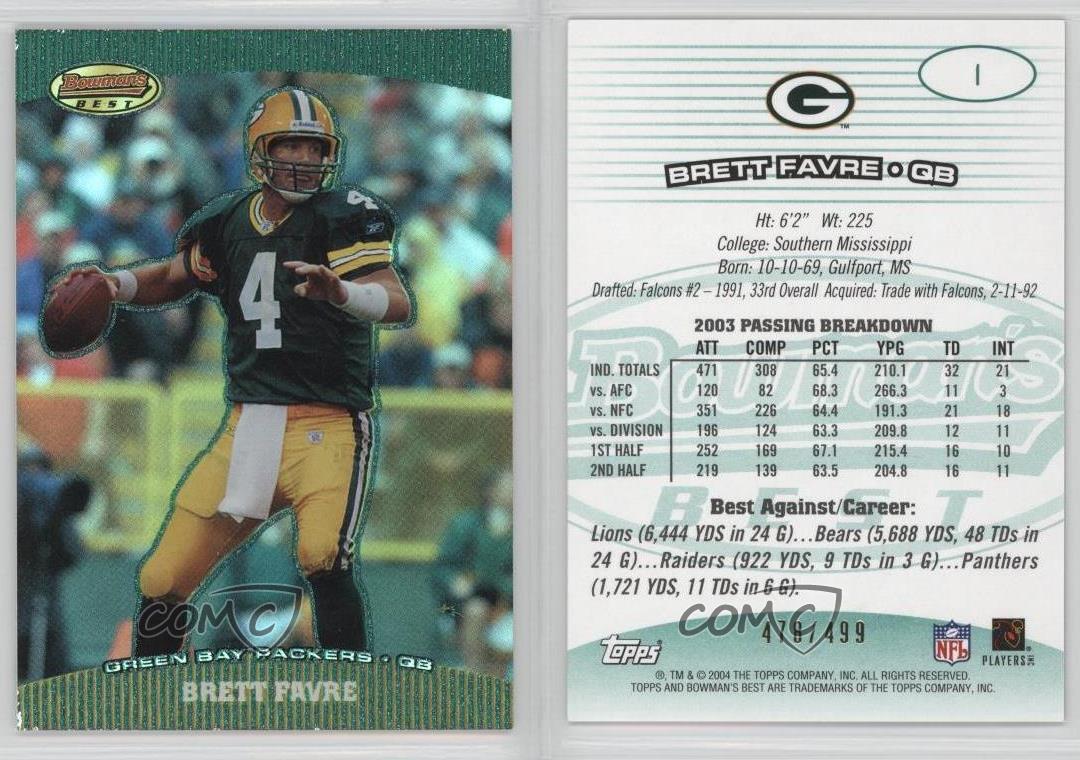 Bowman's
BEST
4
4
GREEN BAY PACKERS • QB
BRETT FAVRE
COMC
1
G
TM
BRETT FAVRE • QB
Ht: 6'2" Wt: 225
College: Southern Mississippi
Born: 10-10-69, Gulfport, MS
Drafted: Falcons #2 – 1991, 33rd Overall Acquired: Trade with Falcons, 2-11-92
2003 PASSING BREAKDOWN
ATT COMP PCT YPG TD INT
IND. TOTALS 471 308 65.4 210.1 32 21
vs. AFC 120 82 68.3 266.3 11 3
vs. NFC 351 226 64.4 191.3 21 18
vs. DIVISION 196 124 63.3 209.8 12 11
1ST HALF 252 169 67.1 215.4 16 10
2ND HALF 219 139 63.5 204.8 16 11
Bowman's
BEST
Best Against/Career:
Lions (6,444 YDS in 24 G)...Bears (5,688 YDS, 48 TDs in
24 G)...Raiders (922 YDS, 9 TDs in 3 G)...Panthers
(1,721 YDS, 11 TDs in 6 G).
COMC
/499
Topps®
NFL
PLAYERS INC
®, TM & © 2004 THE TOPPS COMPANY, INC. ALL RIGHTS RESERVED.
TOPPS AND BOWMAN'S BEST ARE TRADEMARKS OF THE TOPPS COMPANY, INC.